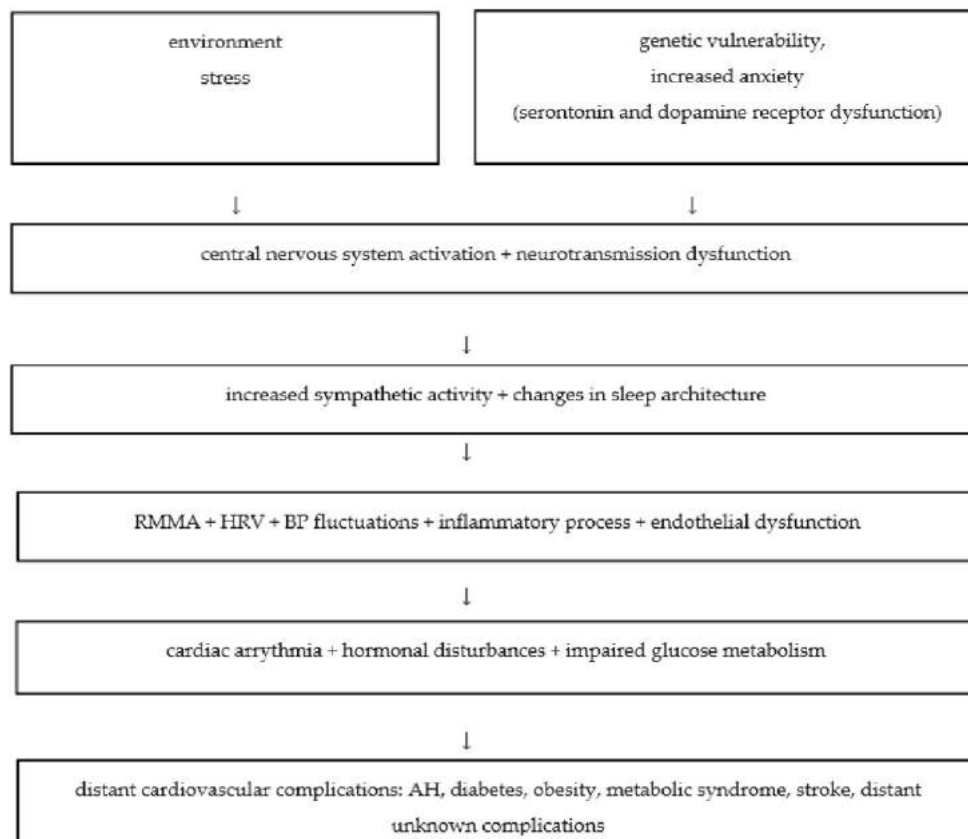 environment
stress
genetic vulnerability,
increased anxiety
(serontonin and dopamine receptor dysfunction)
↓ ↓
central nervous system activation + neurotransmission dysfunction
↓
increased sympathetic activity + changes in sleep architecture
↓
RMMA + HRV + BP fluctuations + inflammatory process + endothelial dysfunction
↓
cardiac arrythmia + hormonal disturbances + impaired glucose metabolism
↓
distant cardiovascular complications: AH, diabetes, obesity, metabolic syndrome, stroke, distant
unknown complications